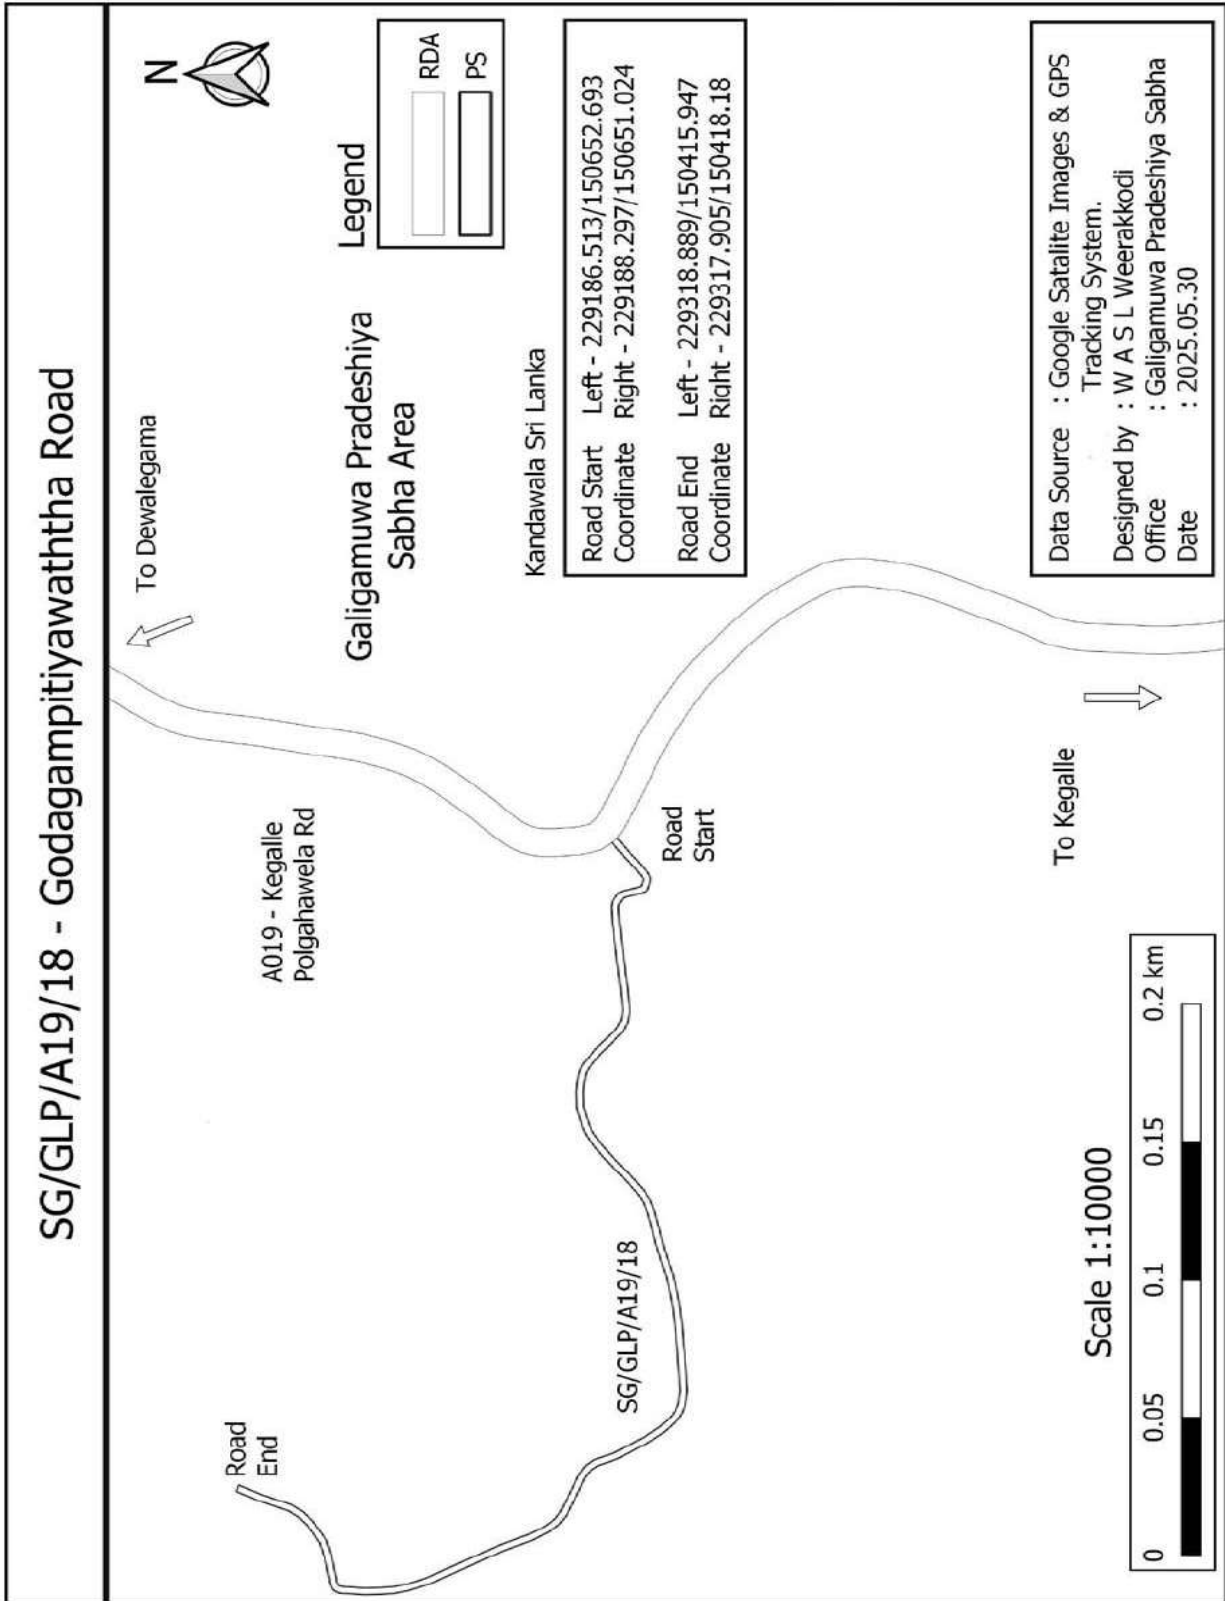 SG/GLP/A19/18 - Godagampitiyawaththa Road
N
To Dewalegama
Legend
RDA
PS
Galigamuwa Pradeshiya
Sabha Area
Kandawala Sri Lanka
A019 - Kegalle
Polgahawela Rd
Road Start Left - 229186.513/150652.693
Coordinate Right - 229188.297/150651.024
Road End Left - 229318.889/150415.947
Coordinate Right - 229317.905/150418.18
Road
End
Road
Start
SG/GLP/A19/18
To Kegalle
Scale 1:10000
0 0.05 0.1 0.15 0.2 km
Data Source : Google Satalite Images & GPS
Tracking System.
Designed by : W A S L Weerakkodi
Office : Galigamuwa Pradeshiya Sabha
Date : 2025.05.30